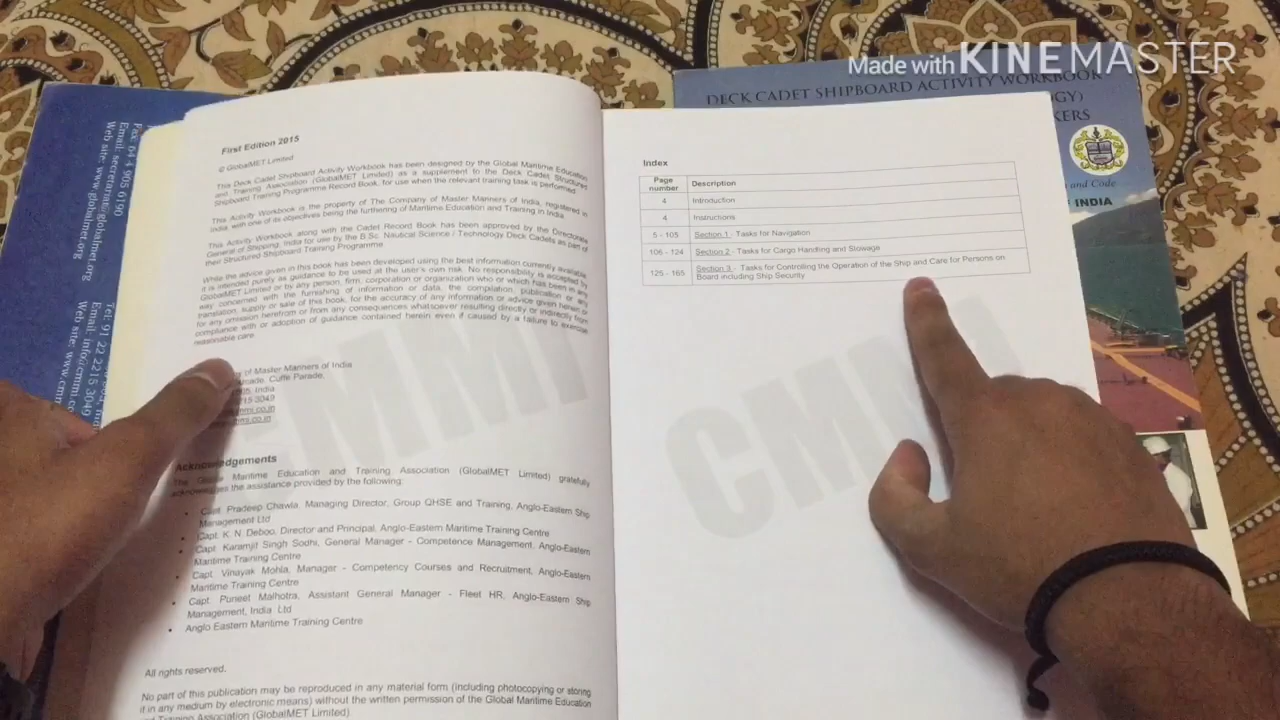 Made with KINEMASTER
DECK CADET SHIPBOARD ACTIVITY WORKBOOK
First Edition 2015
© GlobalMET Limited
This Deck Cadet Shipboard Activity Workbook has been designed by the Global Maritime Education
and Training Association (GlobalMET Limited) as a supplement to the Deck Cadet Structured
Shipboard Training Programme Record Book, for use when the relevant training task is performed.
This Activity Workbook is the property of The Company of Master Manners of India, registered in
India, with one of its objectives being the furthering of Maritime Education and Training in India.
This Activity Workbook along with the Cadet Record Book has been approved by the Directorate
General of Shipping, India for use by the B.Sc. Nautical Science / Technology Deck Cadets as part of
their Structured Shipboard Training Programme
While the advice given in this book has been developed using the best information currently available,
it is intended purely as guidance to be used at the user's own risk. No responsibility is accepted by
GlobalMET Limited or by any person, firm, corporation or organization who or which has been in any
way concerned with the furnishing of information or data, the compilation, publication or any
translation, supply or sale of this book, for the accuracy of any information or advice given herein or
for any omission herefrom or from any consequences whatsoever resulting directly or indirectly from
compliance with or adoption of guidance contained herein even if caused by a failure to exercise
reasonable care.
of Master Manners of India
Cuffe Parade,
India
Acknowledgements
The Global Maritime Education and Training Association (GlobalMET Limited) gratefully
acknowledges the assistance provided by the following:
• Capt. Pradeep Chawla, Managing Director, Group QHSE and Training, Anglo-Eastern Ship
Management Ltd
• Capt. K. N. Deboo, Director and Principal, Anglo-Eastern Maritime Training Centre
• Capt. Karamjit Singh Sodhi, General Manager - Competence Management, Anglo-Eastern
Maritime Training Centre
• Capt. Vinayak Mohla, Manager - Competency Courses and Recruitment, Anglo-Eastern
Maritime Training Centre
• Capt. Puneet Malhotra, Assistant General Manager - Fleet HR, Anglo-Eastern Ship
Management, India Ltd
• Anglo Eastern Maritime Training Centre
All rights reserved.
No part of this publication may be reproduced in any material form (including photocopying or storing
it in any medium by electronic means) without the written permission of the Global Maritime Education
and Training Association (GlobalMET Limited).
CMMI
Index
Page number Description
4 Introduction
4 Instructions
5 - 105 Section 1 - Tasks for Navigation
106 - 124 Section 2 - Tasks for Cargo Handling and Stowage
125 - 165 Section 3 - Tasks for Controlling the Operation of the Ship and Care for Persons on
Board including Ship Security
CMMI
Fax: 64 4 905 6190
Web site: www.globalmet.org
Tel: 91 22 2215 3049
and Code
INDIA